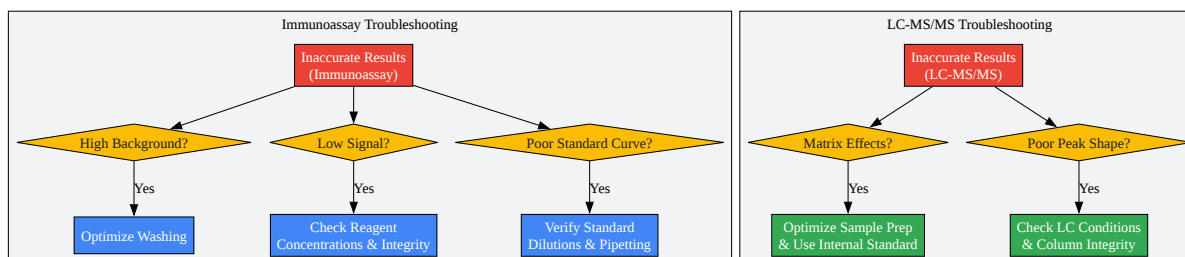 Immunoassay Troubleshooting
Inaccurate Results
(Immunoassay)
High Background?
Low Signal?
Poor Standard Curve?
Yes
Yes
Yes
Optimize Washing
Check Reagent
Concentrations & Integrity
Verify Standard
Dilutions & Pipetting
LC-MS/MS Troubleshooting
Inaccurate Results
(LC-MS/MS)
Matrix Effects?
Poor Peak Shape?
Yes
Yes
Optimize Sample Prep
& Use Internal Standard
Check LC Conditions
& Column Integrity